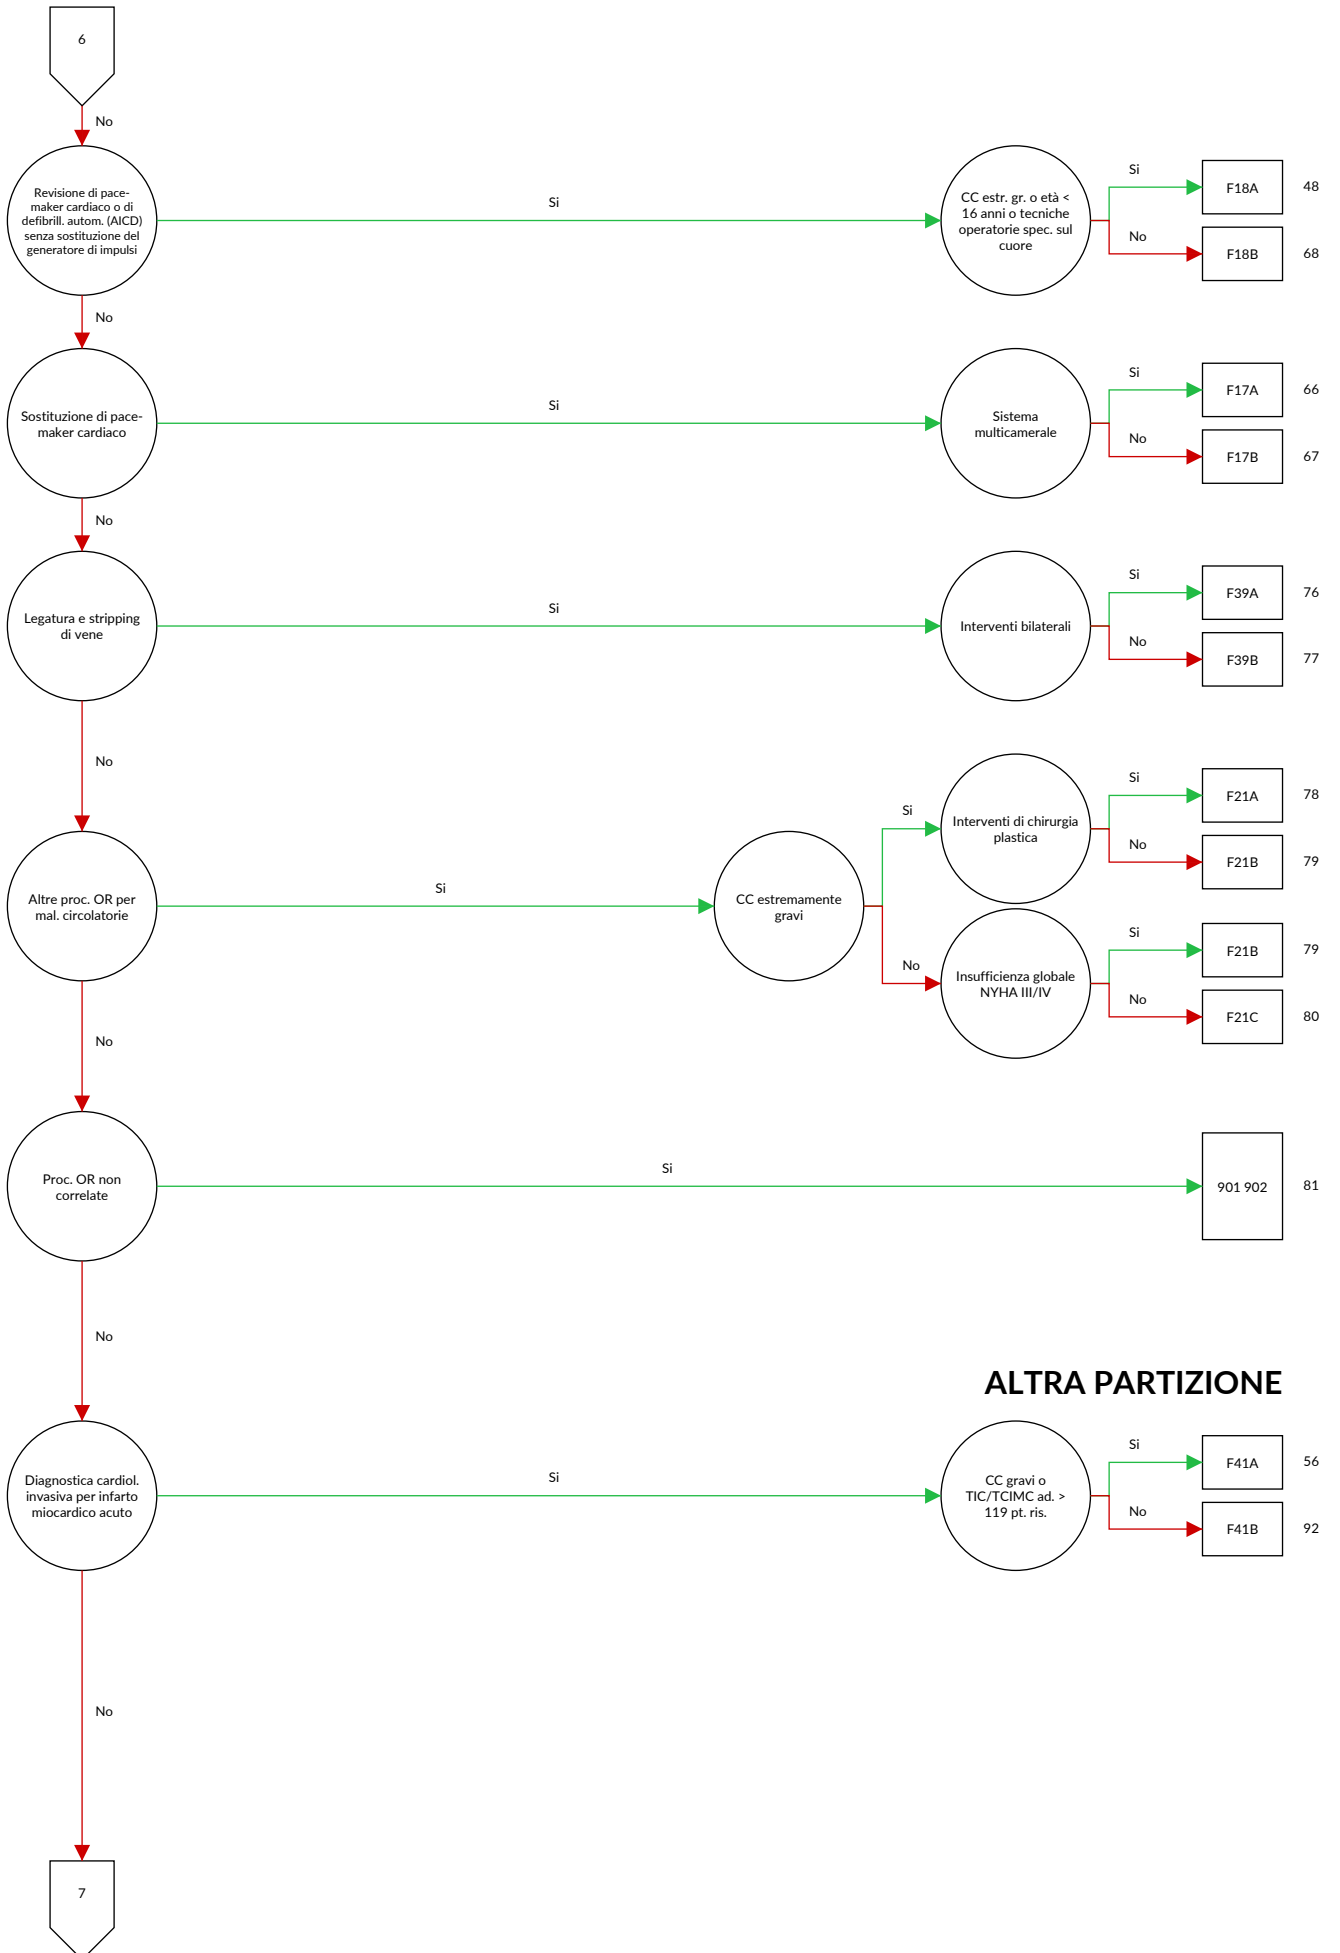 6
No
Revisione di pace-
maker cardiaco o di
defibrill. autom. (AICD)
senza sostituzione del
generatore di impulsi
Si
CC estr. gr. o età <
16 anni o tecniche
operatorie spec. sul
cuore
Si
F18A
48
No
F18B
68
No
Sostituzione di pace-
maker cardiaco
Si
Sistema
multicamerale
Si
F17A
66
No
F17B
67
No
Legatura e stripping
di vene
Si
Interventi bilaterali
Si
F39A
76
No
F39B
77
No
Altre proc. OR per
mal. circolatorie
Si
CC estremamente
gravi
Si
Interventi di chirurgia
plastica
Si
F21A
78
No
F21B
79
No
Insufficienza globale
NYHA III/IV
Si
F21B
79
No
F21C
80
No
Proc. OR non
correlate
Si
901 902
81
No
ALTRA PARTIZIONE
Diagnostica cardiol.
invasiva per infarto
miocardico acuto
Si
CC gravi o
TIC/TCIMC ad. >
119 pt. ris.
Si
F41A
56
No
F41B
92
No
7